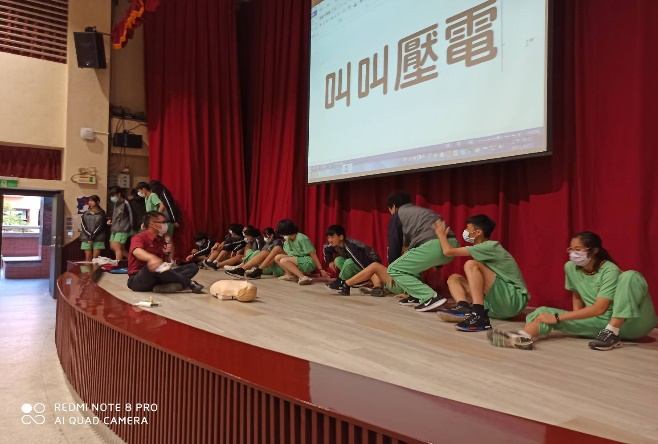 叫叫壓電
REDMI NOTE 8 PRO
AI QUAD CAMERA